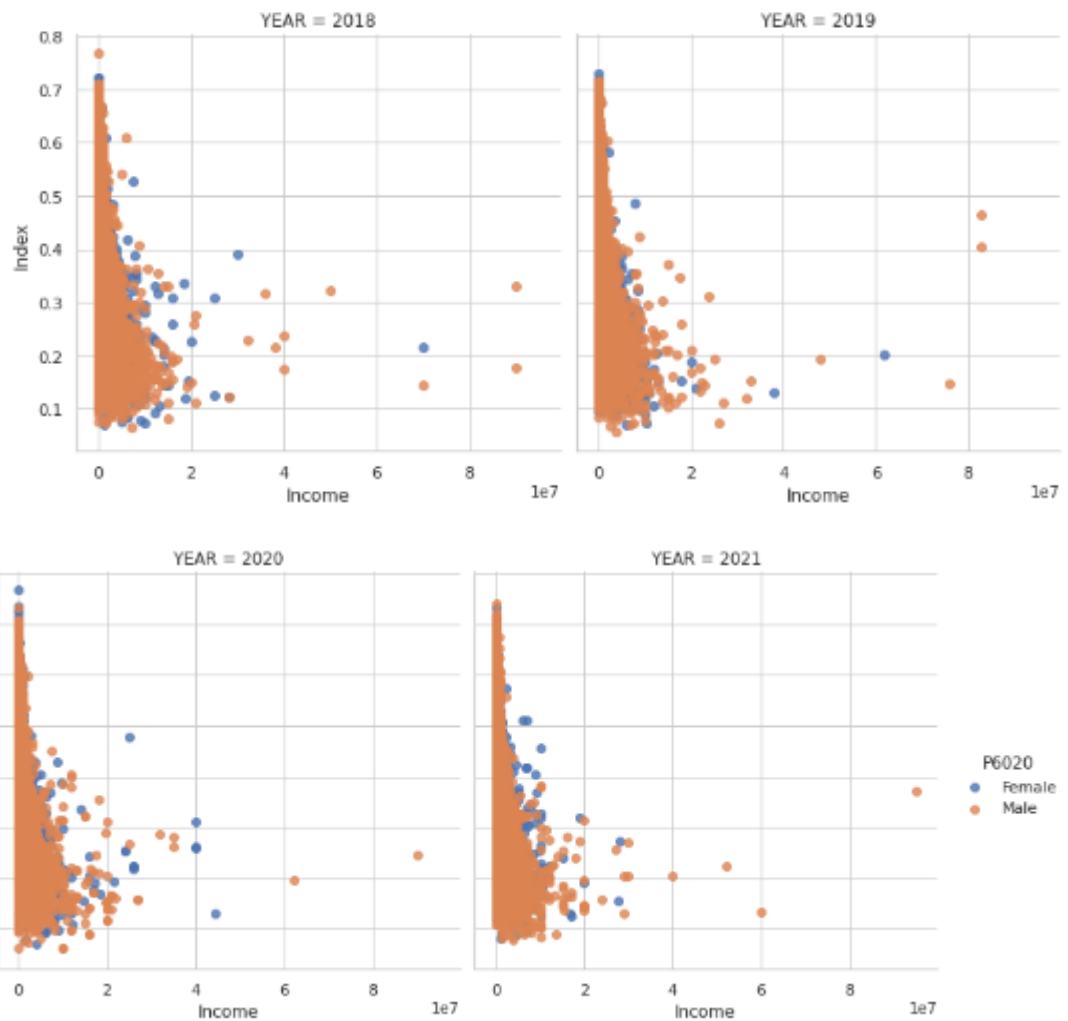 YEAR = 2018
YEAR = 2019
0.8
0.7
0.6
0.5
0.4
0.3
0.2
0.1
Index
0 2 4 6 8
1e7
Income
0 2 4 6 8
1e7
Income
YEAR = 2020
YEAR = 2021
P6020
Female
Male
0 2 4 6 8
1e7
Income
0 2 4 6 8
1e7
Income